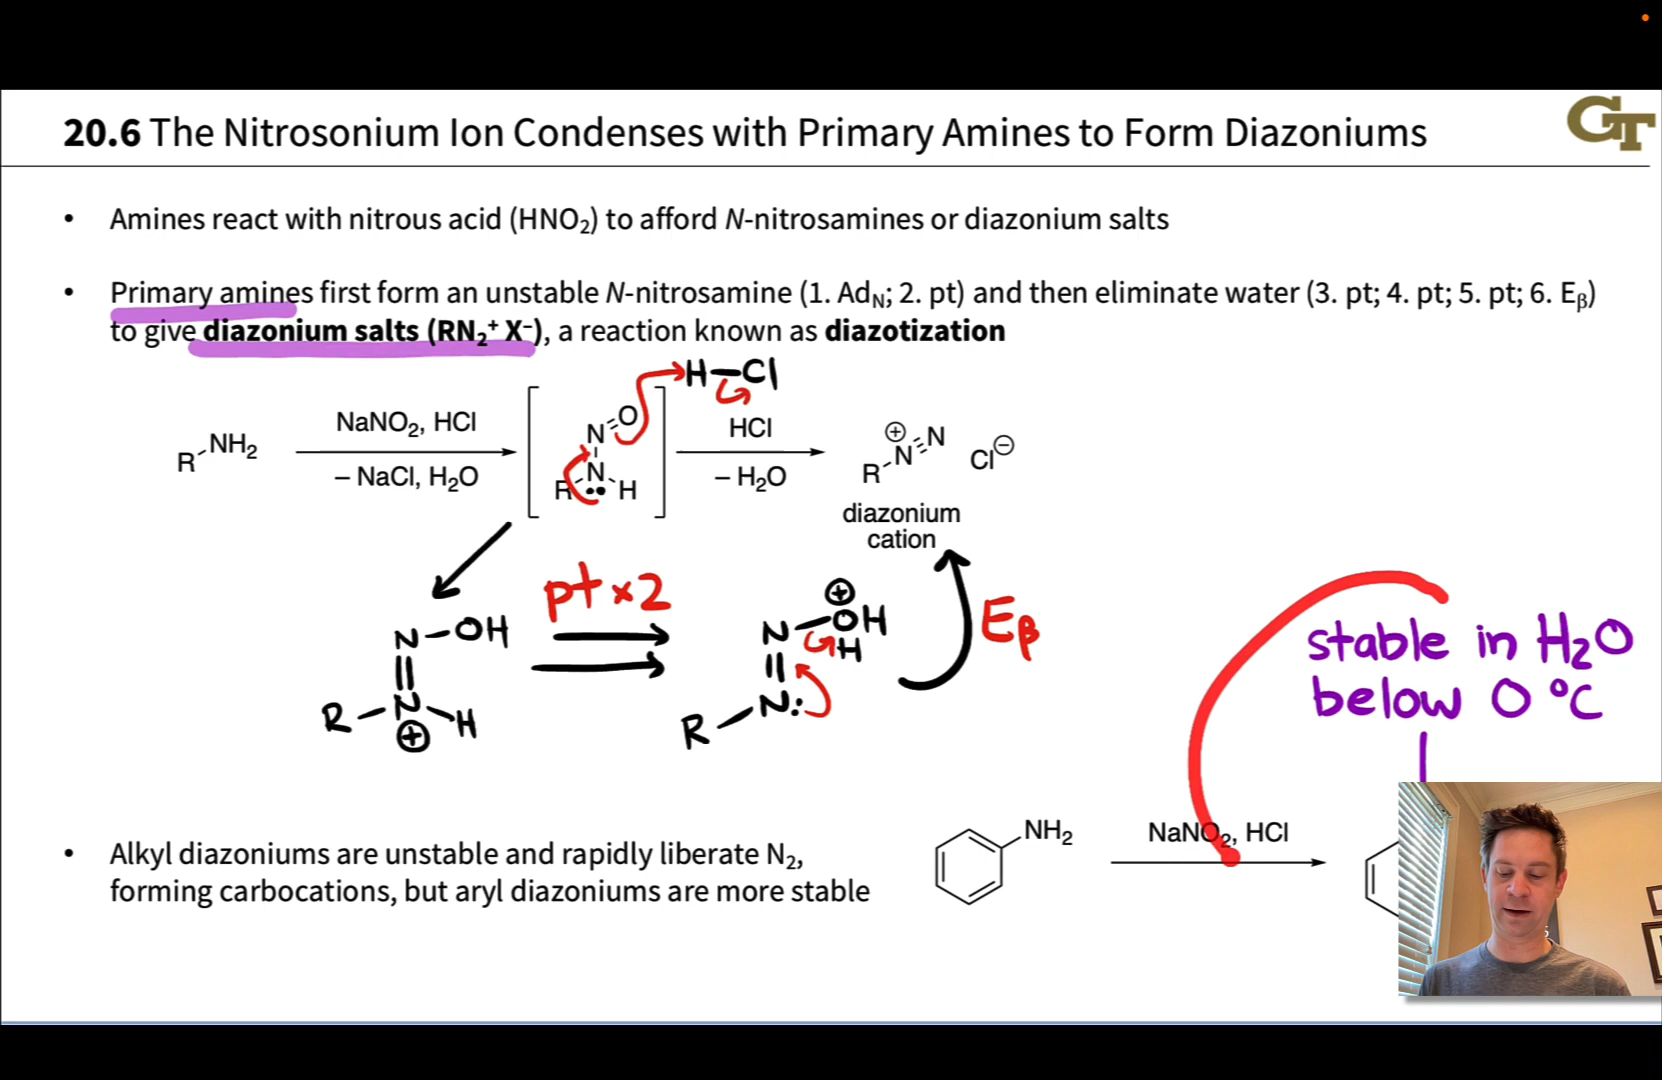 20.6 The Nitrosonium Ion Condenses with Primary Amines to Form Diazoniums
GT
• Amines react with nitrous acid (HNO₂) to afford N-nitrosamines or diazonium salts
• Primary amines first form an unstable N-nitrosamine (1. Ad_N; 2. pt) and then eliminate water (3. pt; 4. pt; 5. pt; 6. E_β)
to give diazonium salts (RN₂⁺ X⁻), a reaction known as diazotization
R NH₂
NaNO₂, HCl
– NaCl, H₂O
N=O
N
R N H
H–Cl
HCl
– H₂O
R N⊕ N Cl⊖
diazonium
cation
N–OH
R–N–H
⊕
pt x2
⊕
N–OH
H
R–N:
Eβ
stable in H₂O
below 0 °C
• Alkyl diazoniums are unstable and rapidly liberate N₂,
forming carbocations, but aryl diazoniums are more stable
NH₂
NaNO₂, HCl